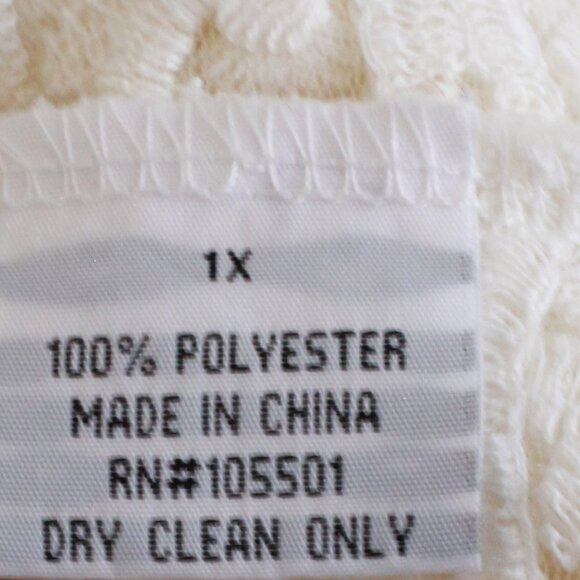 1X
100% POLYESTER
MADE IN CHINA
RN#105501
DRY CLEAN ONLY